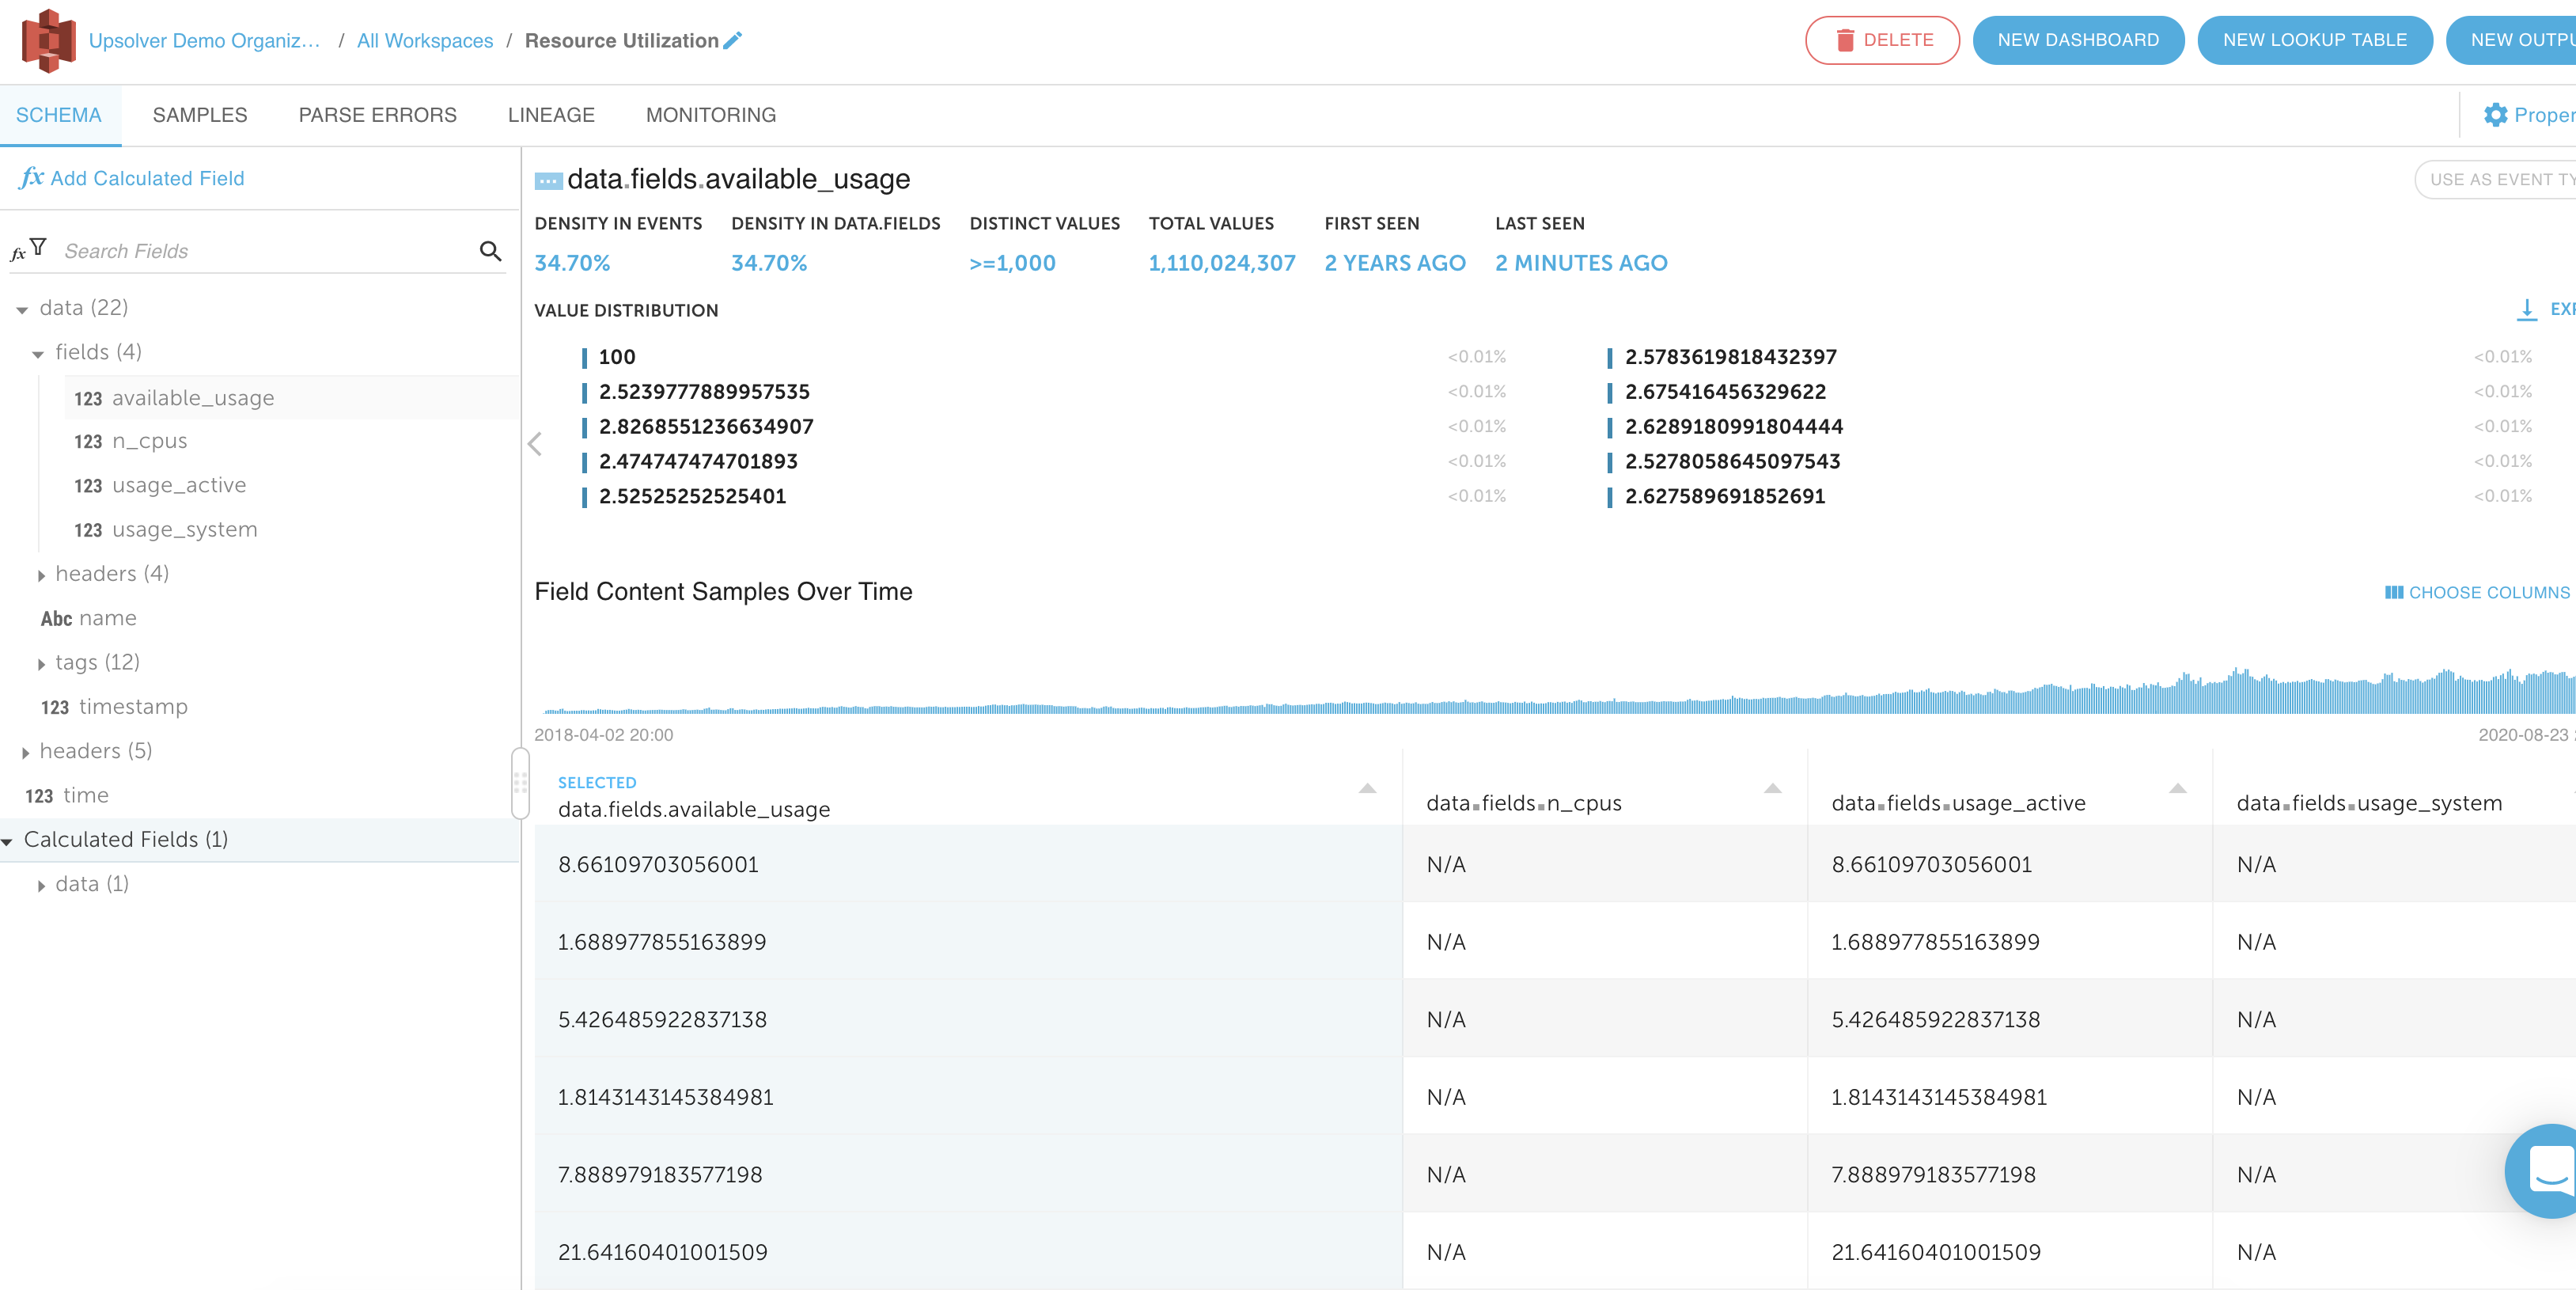 Upsolver Demo Organiz... / All Workspaces / Resource Utilization
DELETE
NEW DASHBOARD
NEW LOOKUP TABLE
NEW OUTPU
SCHEMA
SAMPLES
PARSE ERRORS
LINEAGE
MONITORING
Proper
fx Add Calculated Field
fx
Search Fields
data (22)
fields (4)
123 available_usage
123 n_cpus
123 usage_active
123 usage_system
headers (4)
Abc name
tags (12)
123 timestamp
headers (5)
123 time
Calculated Fields (1)
data (1)
data.fields.available_usage
USE AS EVENT TY
DENSITY IN EVENTS
34.70%
DENSITY IN DATA.FIELDS
34.70%
DISTINCT VALUES
>=1,000
TOTAL VALUES
1,110,024,307
FIRST SEEN
2 YEARS AGO
LAST SEEN
2 MINUTES AGO
VALUE DISTRIBUTION
EXP
100 <0.01%
2.5239777889957535 <0.01%
2.8268551236634907 <0.01%
2.474747474701893 <0.01%
2.52525252525401 <0.01%
2.5783619818432397 <0.01%
2.675416456329622 <0.01%
2.6289180991804444 <0.01%
2.5278058645097543 <0.01%
2.627589691852691 <0.01%
Field Content Samples Over Time
CHOOSE COLUMNS
2018-04-02 20:00
2020-08-23
SELECTED
data.fields.available_usage
data.fields.n_cpus
data.fields.usage_active
data.fields.usage_system
8.66109703056001 N/A 8.66109703056001 N/A
1.688977855163899 N/A 1.688977855163899 N/A
5.426485922837138 N/A 5.426485922837138 N/A
1.8143143145384981 N/A 1.8143143145384981 N/A
7.888979183577198 N/A 7.888979183577198 N/A
21.64160401001509 N/A 21.64160401001509 N/A